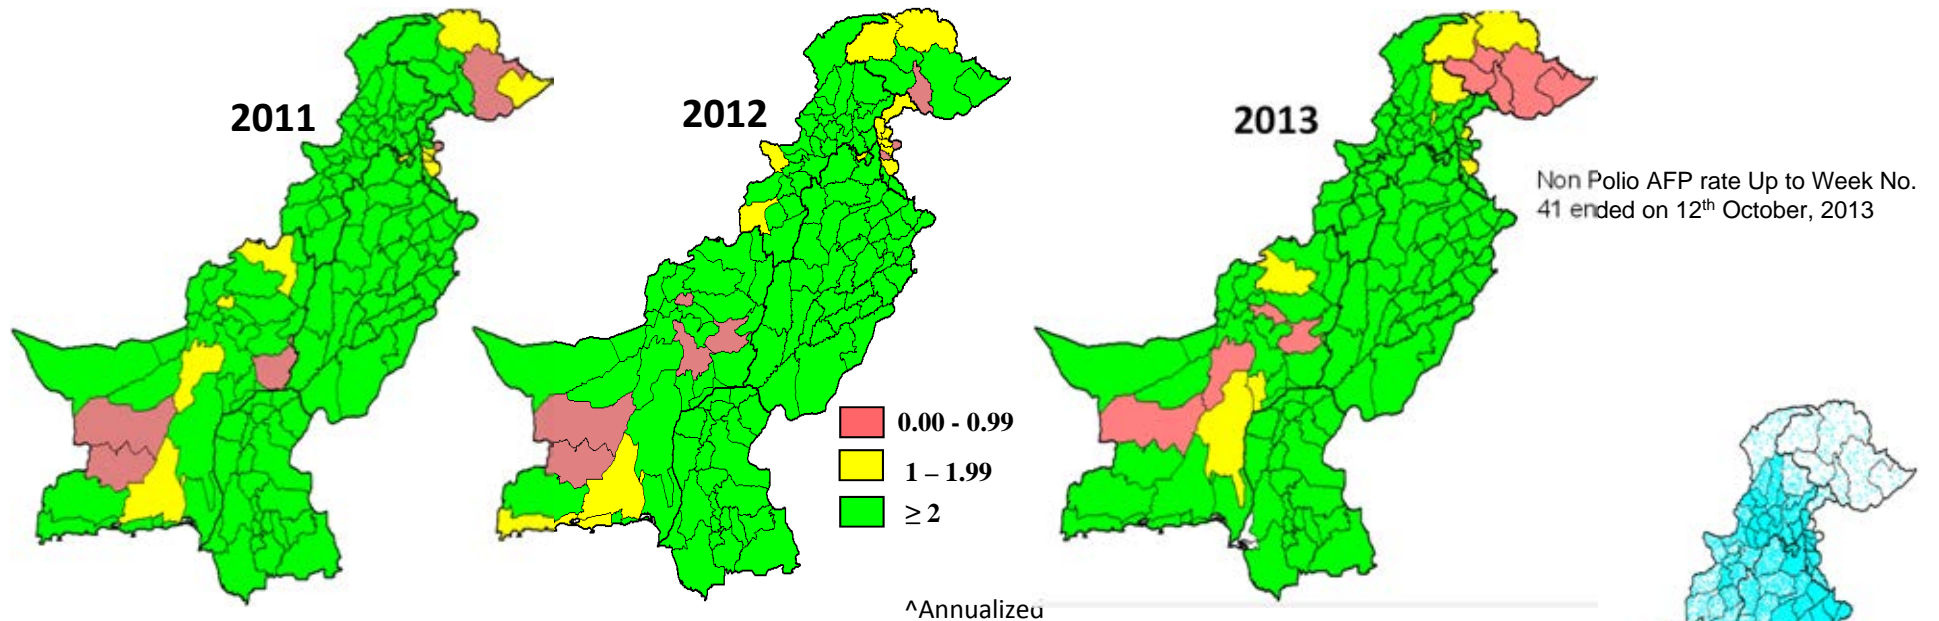 2011
2012
2013
Non Polio AFP rate Up to Week No.
41 ended on 12th October, 2013
0.00 - 0.99
1 – 1.99
≥ 2
^Annualized